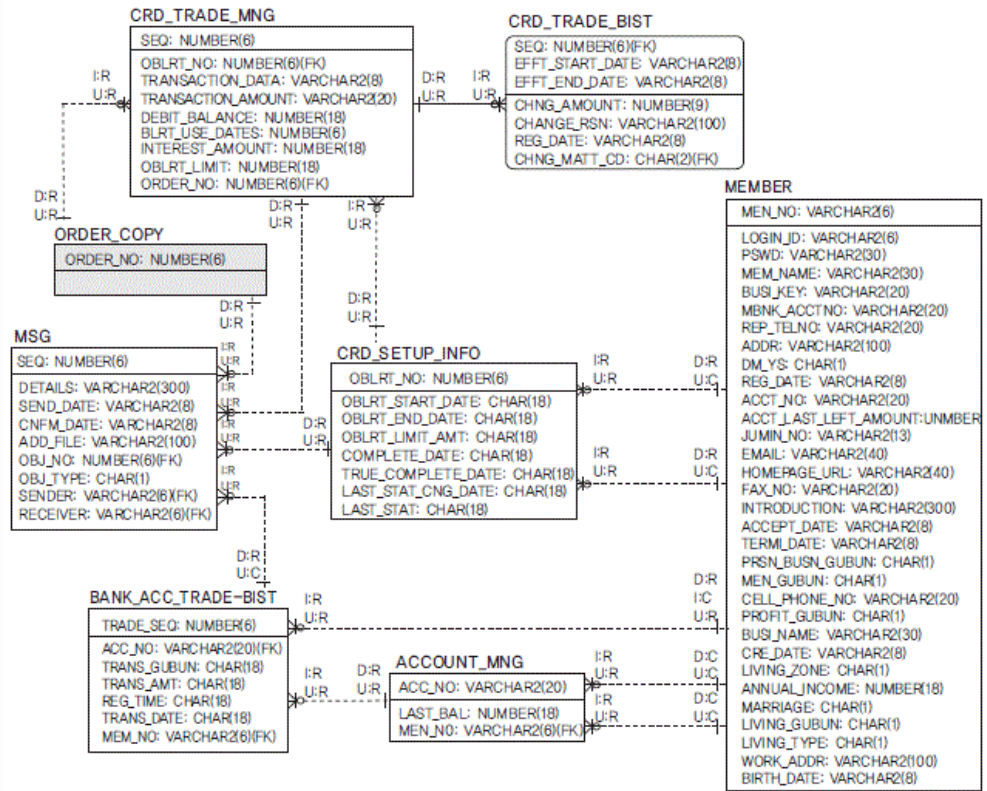 CRD_TRADE_MNG
SEQ: NUMBER(6)
OBLRT_NO: NUMBER(6)(FK)
TRANSACTION_DATA: VARCHAR2(8)
TRANSACTION_AMOUNT: VARCHAR2(20)
DEBIT_BALANCE: NUMBER(18)
BLRT_USE_DATES: NUMBER(6)
INTEREST_AMOUNT: NUMBER(18)
OBLRT_LIMIT: NUMBER(18)
ORDER_NO: NUMBER(6)(FK)
I:R
U:R
D:R
U:R
I:R
U:R
CRD_TRADE_BIST
SEQ: NUMBER(6)(FK)
EFFT_START_DATE: VARCHAR2(8)
EFFT_END_DATE: VARCHAR2(8)
CHNG_AMOUNT: NUMBER(9)
CHANGE_RSN: VARCHAR2(100)
REG_DATE: VARCHAR2(8)
CHNG_MATT_CD: CHAR(2)(FK)
D:R
U:R
D:R
U:R
I:R
U:R
ORDER_COPY
ORDER_NO: NUMBER(6)
D:R
U:R
D:R
U:R
MSG
SEQ: NUMBER(6)
DETAILS: VARCHAR2(300)
SEND_DATE: VARCHAR2(8)
CNFM_DATE: VARCHAR2(8)
ADD_FILE: VARCHAR2(100)
OBJ_NO: NUMBER(6)(FK)
OBJ_TYPE: CHAR(1)
SENDER: VARCHAR2(6)(FK)
RECEIVER: VARCHAR2(6)(FK)
I:R
U:R
I:R
U:R
I:R
U:R
I:R
U:R
D:R
U:R
CRD_SETUP_INFO
OBLRT_NO: NUMBER(6)
OBLRT_START_DATE: CHAR(18)
OBLRT_END_DATE: CHAR(18)
OBLRT_LIMIT_AMT: CHAR(18)
COMPLETE_DATE: CHAR(18)
TRUE_COMPLETE_DATE: CHAR(18)
LAST_STAT_CNG_DATE: CHAR(18)
LAST_STAT: CHAR(18)
I:R
U:R
D:R
U:C
I:R
U:R
D:R
U:C
MEMBER
MEN_NO: VARCHAR2(6)
LOGIN_ID: VARCHAR2(6)
PSWD: VARCHAR2(30)
MEM_NAME: VARCHAR2(30)
BUSI_KEY: VARCHAR2(20)
MBNK_ACCTNO: VARCHAR2(20)
REP_TELNO: VARCHAR2(20)
ADDR: VARCHAR2(100)
DM_YS: CHAR(1)
REG_DATE: VARCHAR2(8)
ACCT_NO: VARCHAR2(20)
ACCT_LAST_LEFT_AMOUNT:UNMBER
JUMIN_NO: VARCHAR2(13)
EMAIL: VARCHAR2(40)
HOMEPAGE_URL: VARCHAR2(40)
FAX_NO: VARCHAR2(20)
INTRODUCTION: VARCHAR2(300)
ACCEPT_DATE: VARCHAR2(8)
TERMI_DATE: VARCHAR2(8)
PRSN_BUSN_GUBUN: CHAR(1)
MEN_GUBUN: CHAR(1)
CELL_PHONE_NO: VARCHAR2(20)
PROFIT_GUBUN: CHAR(1)
BUSI_NAME: VARCHAR2(30)
CRE_DATE: VARCHAR2(8)
LIVING_ZONE: CHAR(1)
ANNUAL_INCOME: NUMBER(18)
MARRIAGE: CHAR(1)
LIVING_GUBUN: CHAR(1)
LIVING_TYPE: CHAR(1)
WORK_ADDR: VARCHAR2(100)
BIRTH_DATE: VARCHAR2(8)
D:R
U:C
BANK_ACC_TRADE-BIST
TRADE_SEQ: NUMBER(6)
ACC_NO: VARCHAR2(20)(FK)
TRANS_GUBUN: CHAR(18)
TRANS_AMT: CHAR(18)
REG_TIME: CHAR(18)
TRANS_DATE: CHAR(18)
MEM_NO: VARCHAR2(6)(FK)
I:R
U:R
D:R
I:C
U:R
I:R
U:R
D:R
U:R
ACCOUNT_MNG
ACC_NO: VARCHAR2(20)
LAST_BAL: NUMBER(18)
MEN_N0: VARCHAR2(6)(FK)
I:R
U:R
D:C
U:C
I:R
U:R
D:C
U:C